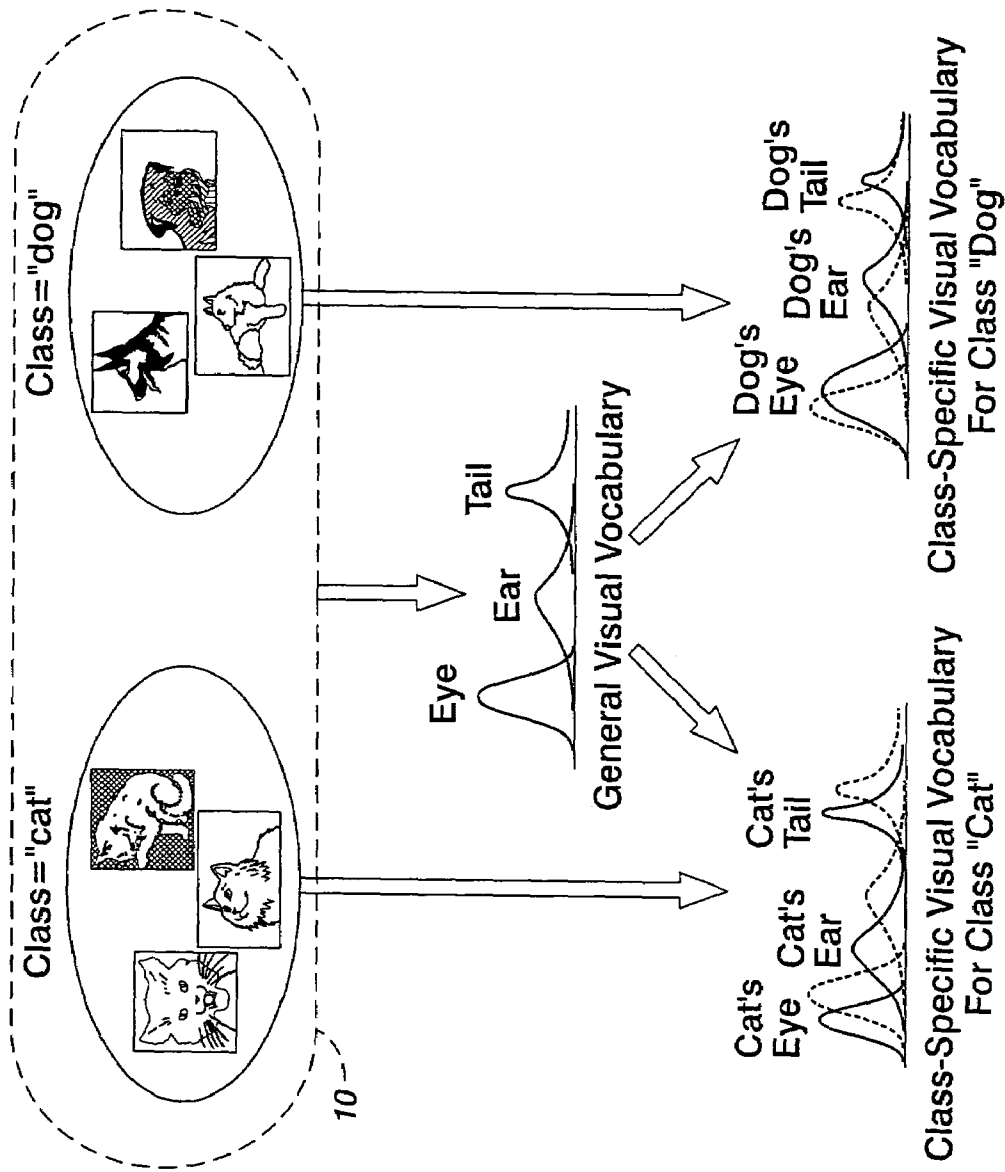 Class="cat"
Class="dog"
10
Eye
Ear
Tail
General Visual Vocabulary
Cat's
Eye
Cat's
Ear
Cat's
Tail
Class-Specific Visual Vocabulary
For Class "Cat"
Dog's
Eye
Dog's
Ear
Dog's
Tail
Class-Specific Visual Vocabulary
For Class "Dog"